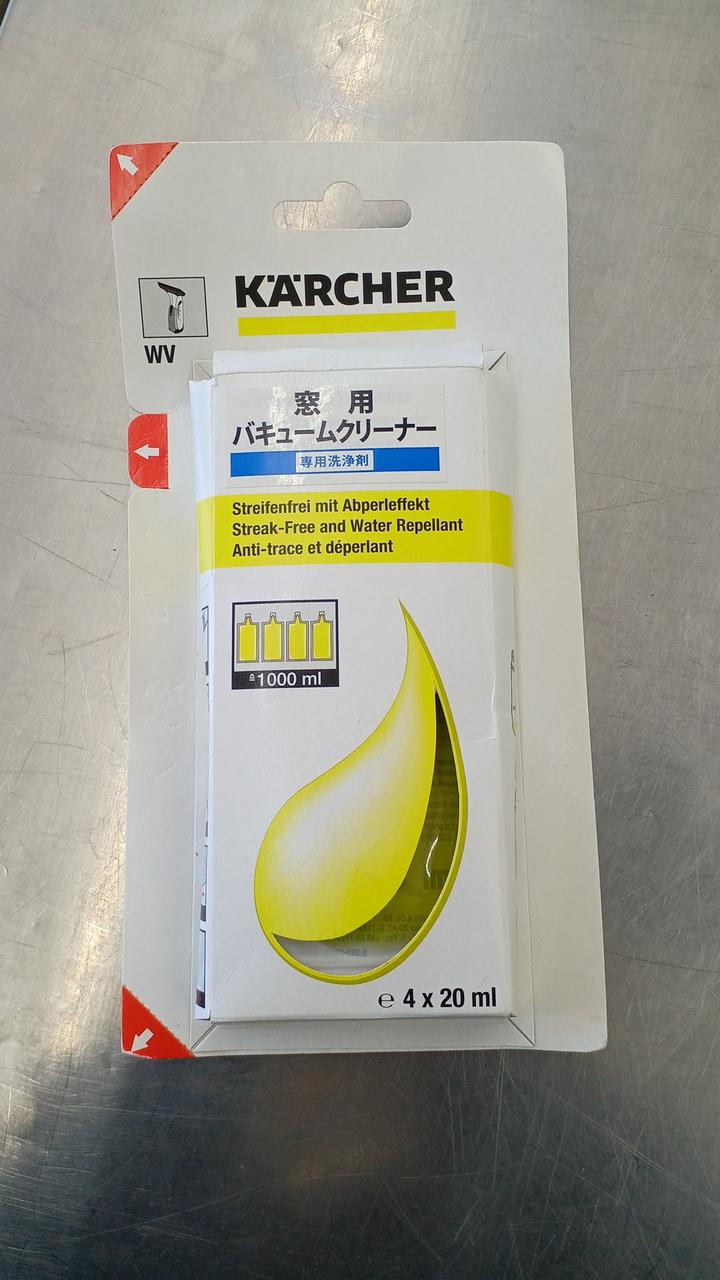 KÄRCHER
WV
窓 用
バキュームクリーナー
専用洗浄剤
Streifenfrei mit Abperleffekt
Streak-Free and Water Repellant
Anti-trace et déperlant
≙1000 ml
℮ 4 x 20 ml